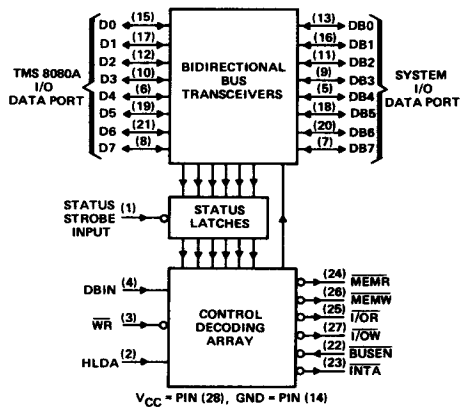 D0 (15) (13) DB0
D1 (17) (16) DB1
D2 (12) (11) DB2
D3 (10) (9) DB3
D4 (6) (5) DB4
D5 (19) (18) DB5
D6 (21) (20) DB6
D7 (8) (7) DB7
TMS 8080A
I/O
DATA PORT
BIDIRECTIONAL
BUS
TRANSCEIVERS
SYSTEM
I/O
DATA PORT
STATUS
STROBE
INPUT
(1)
STATUS
LATCHES
DBIN (4)
WR (3)
HLDA (2)
CONTROL
DECODING
ARRAY
(24) MEMR
(26) MEMW
(25) I/OR
(27) I/OW
(22) BUSEN
(23) INTA
VCC = PIN (28), GND = PIN (14)